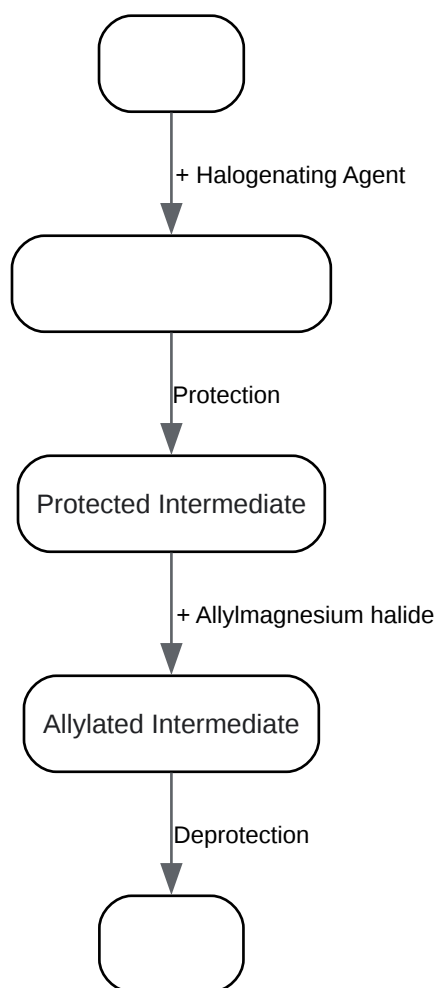 + Halogenating Agent
Protection
Protected Intermediate
+ Allylmagnesium halide
Allylated Intermediate
Deprotection